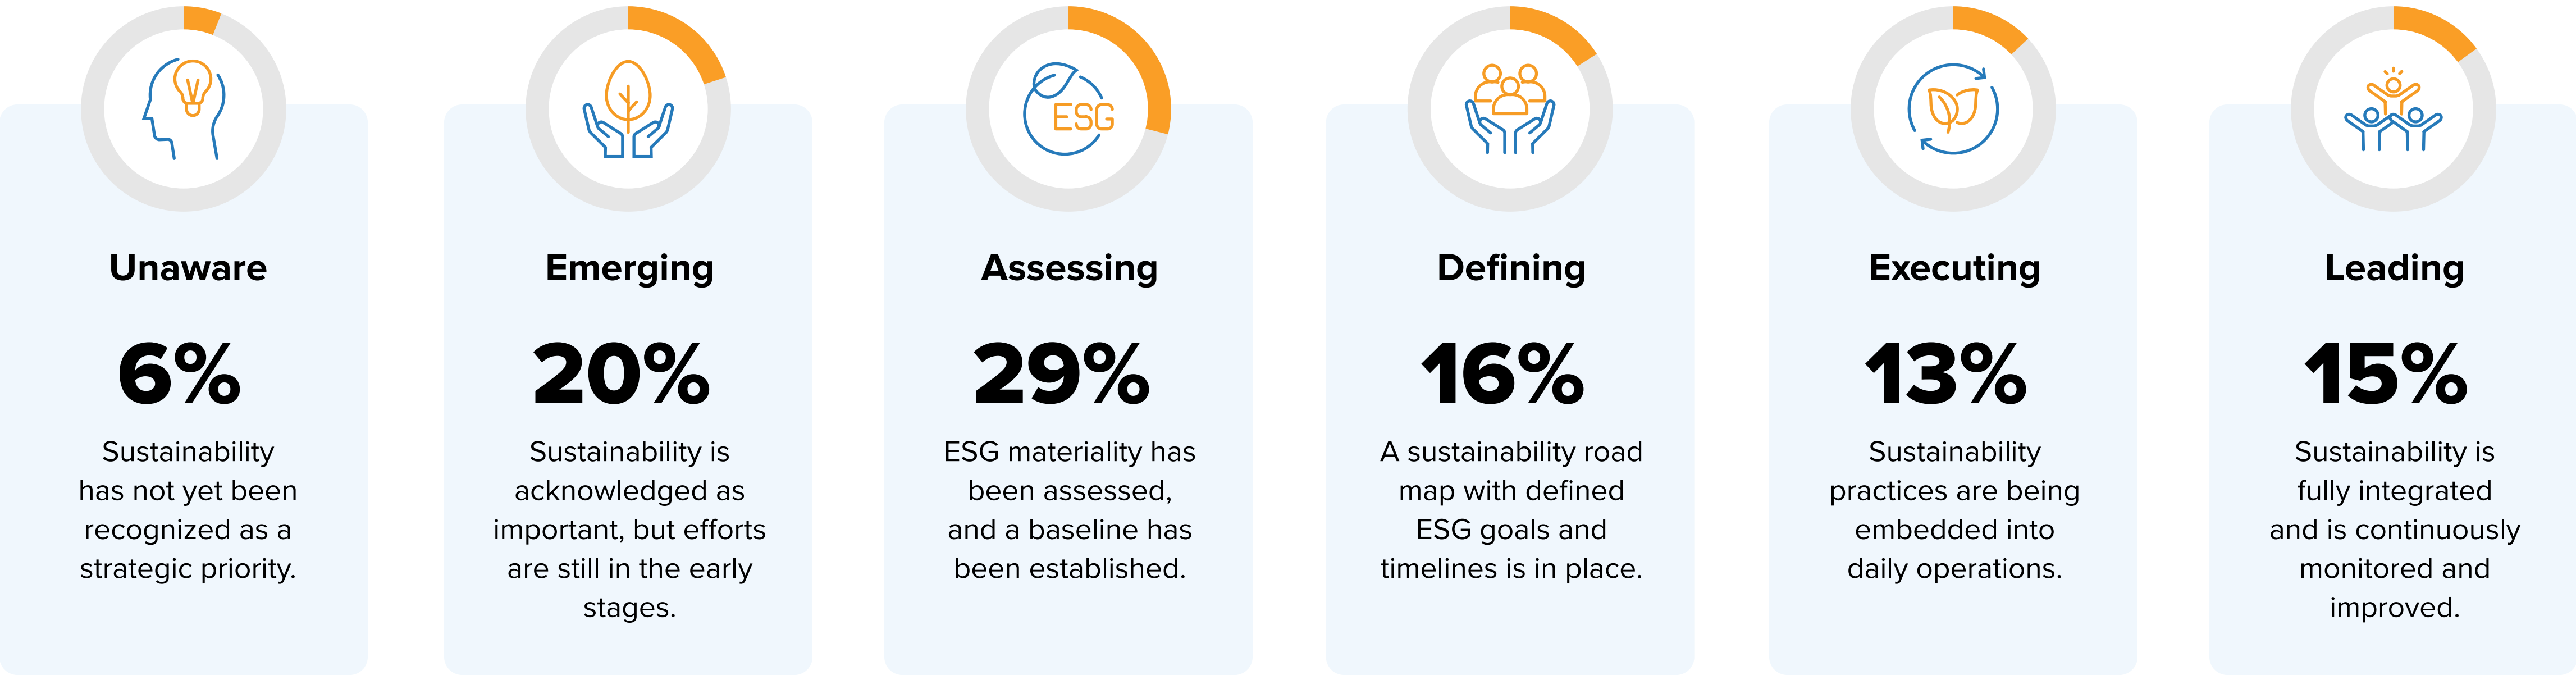 ESG
Unaware
6%
Sustainability
has not yet been
recognized as a
strategic priority.
Emerging
20%
Sustainability is
acknowledged as
important, but efforts
are still in the early
stages.
Assessing
29%
ESG materiality has
been assessed,
and a baseline has
been established.
Defining
16%
A sustainability road
map with defined
ESG goals and
timelines is in place.
Executing
13%
Sustainability
practices are being
embedded into
daily operations.
Leading
15%
Sustainability is
fully integrated
and is continuously
monitored and
improved.